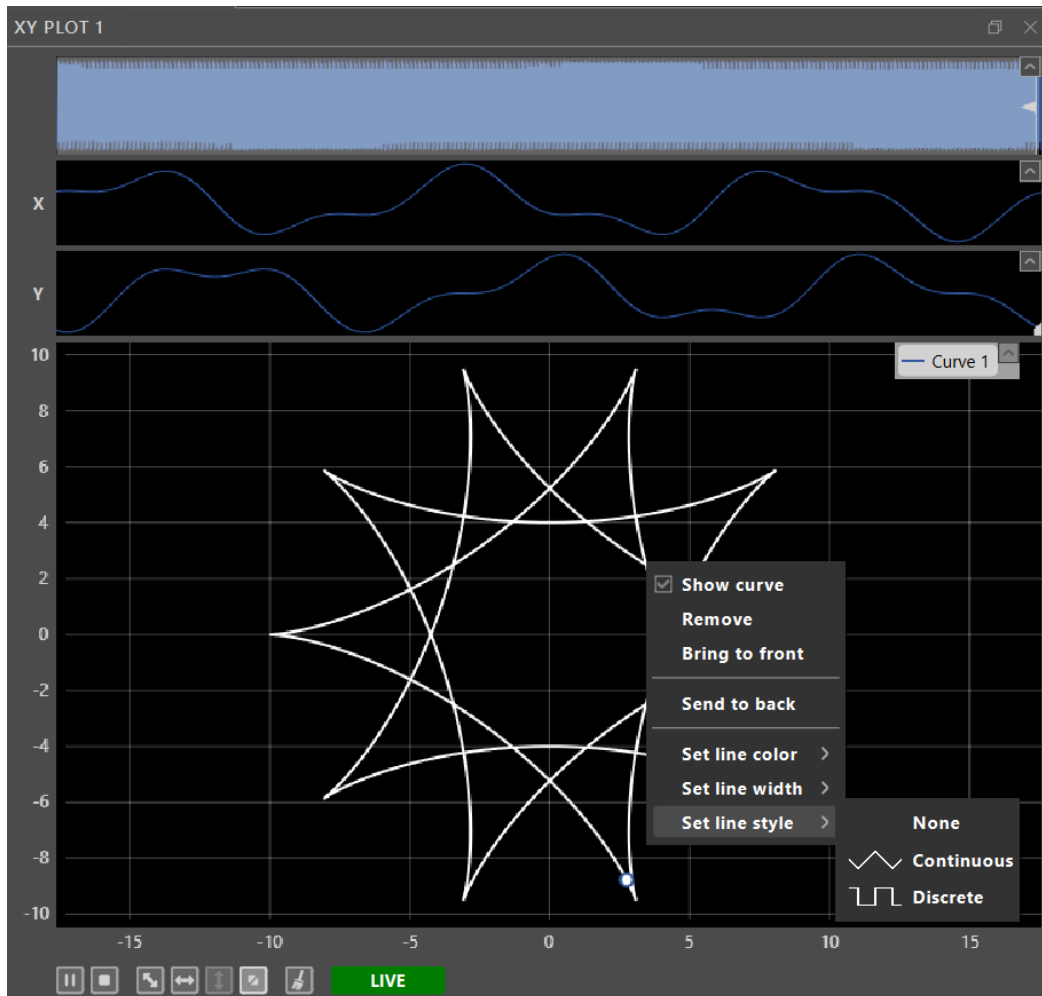 XY PLOT 1
X
Y
Curve 1
10
8
6
4
2
0
-2
-4
-6
-8
-10
-15
-10
-5
0
5
10
15
Show curve
Remove
Bring to front
Send to back
Set line color
Set line width
Set line style
None
Continuous
Discrete
LIVE